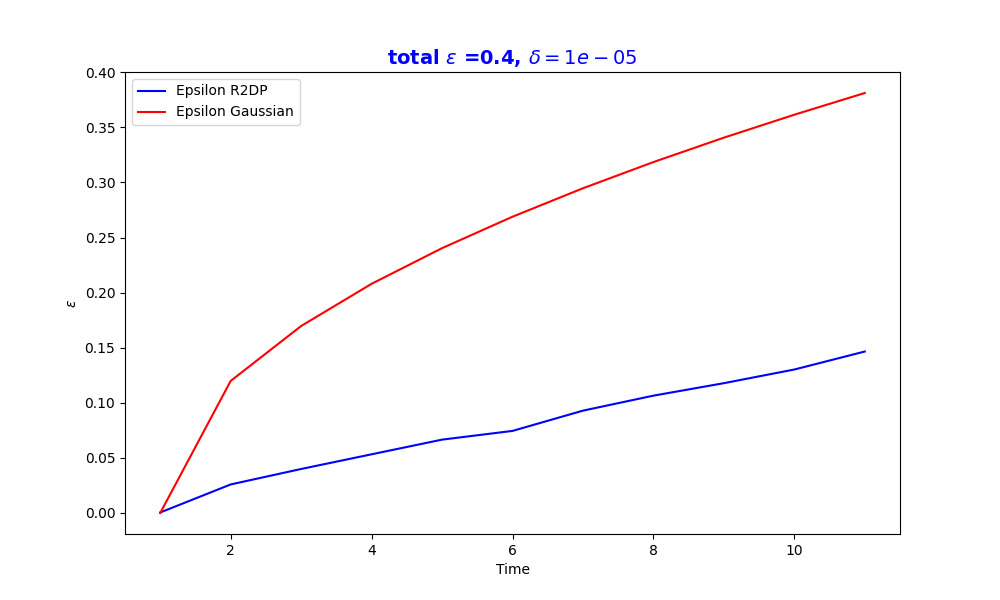 total ε =0.4, δ = 1e − 05
Epsilon R2DP
Epsilon Gaussian
0.40
0.35
0.30
0.25
0.20
0.15
0.10
0.05
0.00
ε
2
4
6
8
10
Time